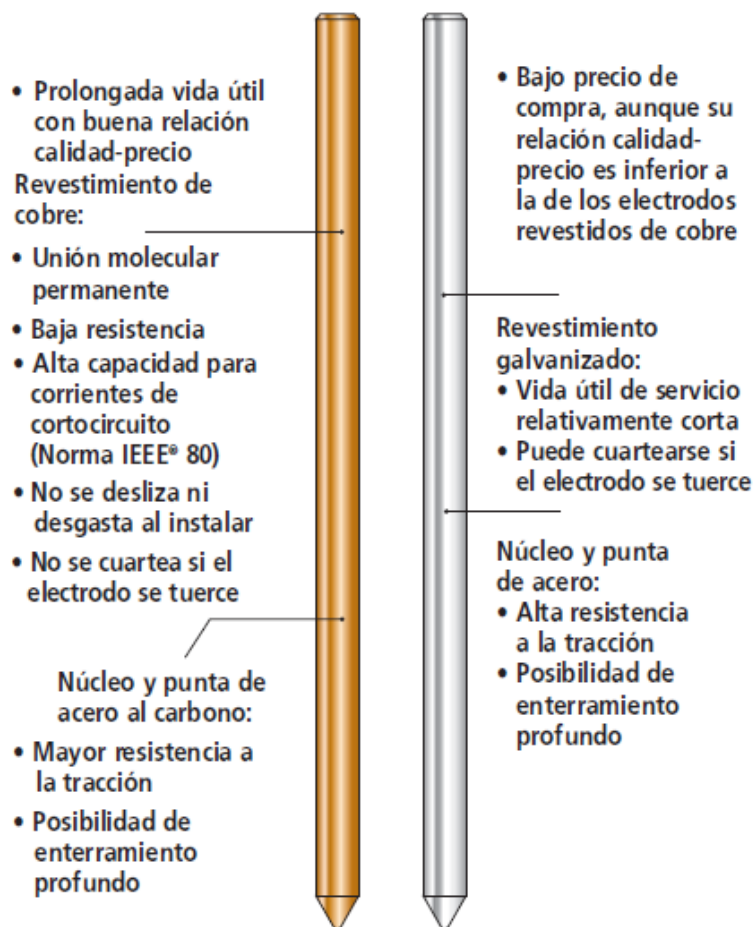 • Prolongada vida útil
con buena relación
calidad-precio
Revestimiento de
cobre:
• Unión molecular
permanente
• Baja resistencia
• Alta capacidad para
corrientes de
cortocircuito
(Norma IEEE® 80)
• No se desliza ni
desgasta al instalar
• No se cuartea si el
electrodo se tuerce
Núcleo y punta de
acero al carbono:
• Mayor resistencia a
la tracción
• Posibilidad de
enterramiento
profundo
• Bajo precio de
compra, aunque su
relación calidad-
precio es inferior a
la de los electrodos
revestidos de cobre
Revestimiento
galvanizado:
• Vida útil de servicio
relativamente corta
• Puede cuartearse si
el electrodo se tuerce
Núcleo y punta
de acero:
• Alta resistencia
a la tracción
• Posibilidad de
enterramiento
profundo